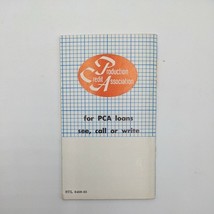 Production
Credit
Association
for PCA loans
see, call or write